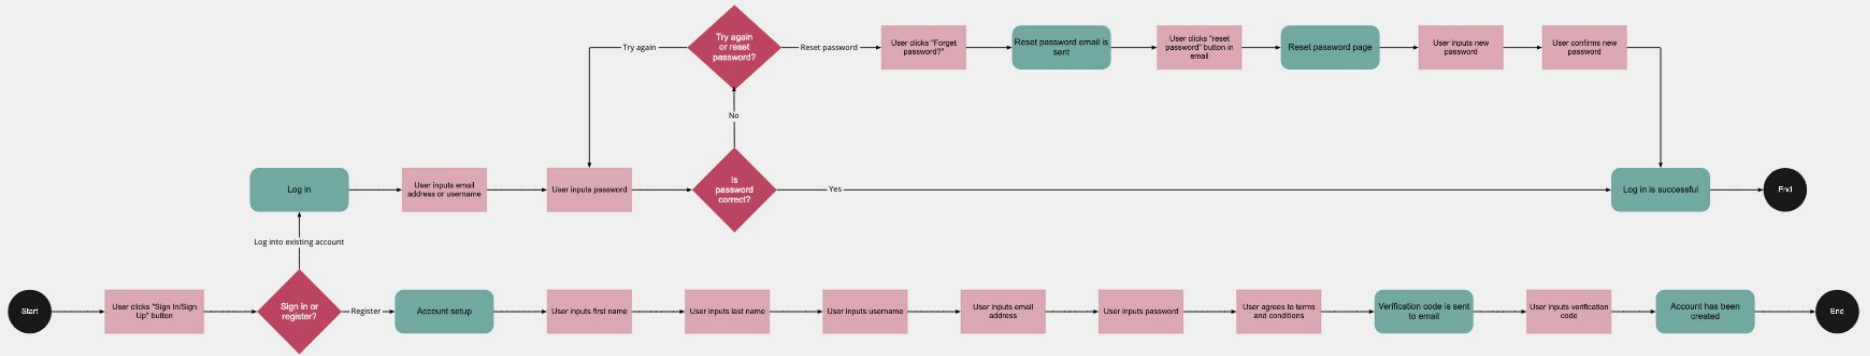 Try again
or reset
password?
Try again
Reset password
User clicks "Forget
password?"
Reset password email is
sent
User clicks "reset
password" button in
email
Reset password page
User inputs new
password
User confirms new
password
No
Log in
User inputs email
address or username
User inputs password
Is
password
correct?
Yes
Log in is successful
End
Log into existing account
Start
User clicks "Sign In/Sign
Up" button
Sign in or
register?
Register
Account setup
User inputs first name
User inputs last name
User inputs username
User inputs email
address
User inputs password
User agrees to terms
and conditions
Verification code is sent
to email
User inputs verification
code
Account has been
created
End